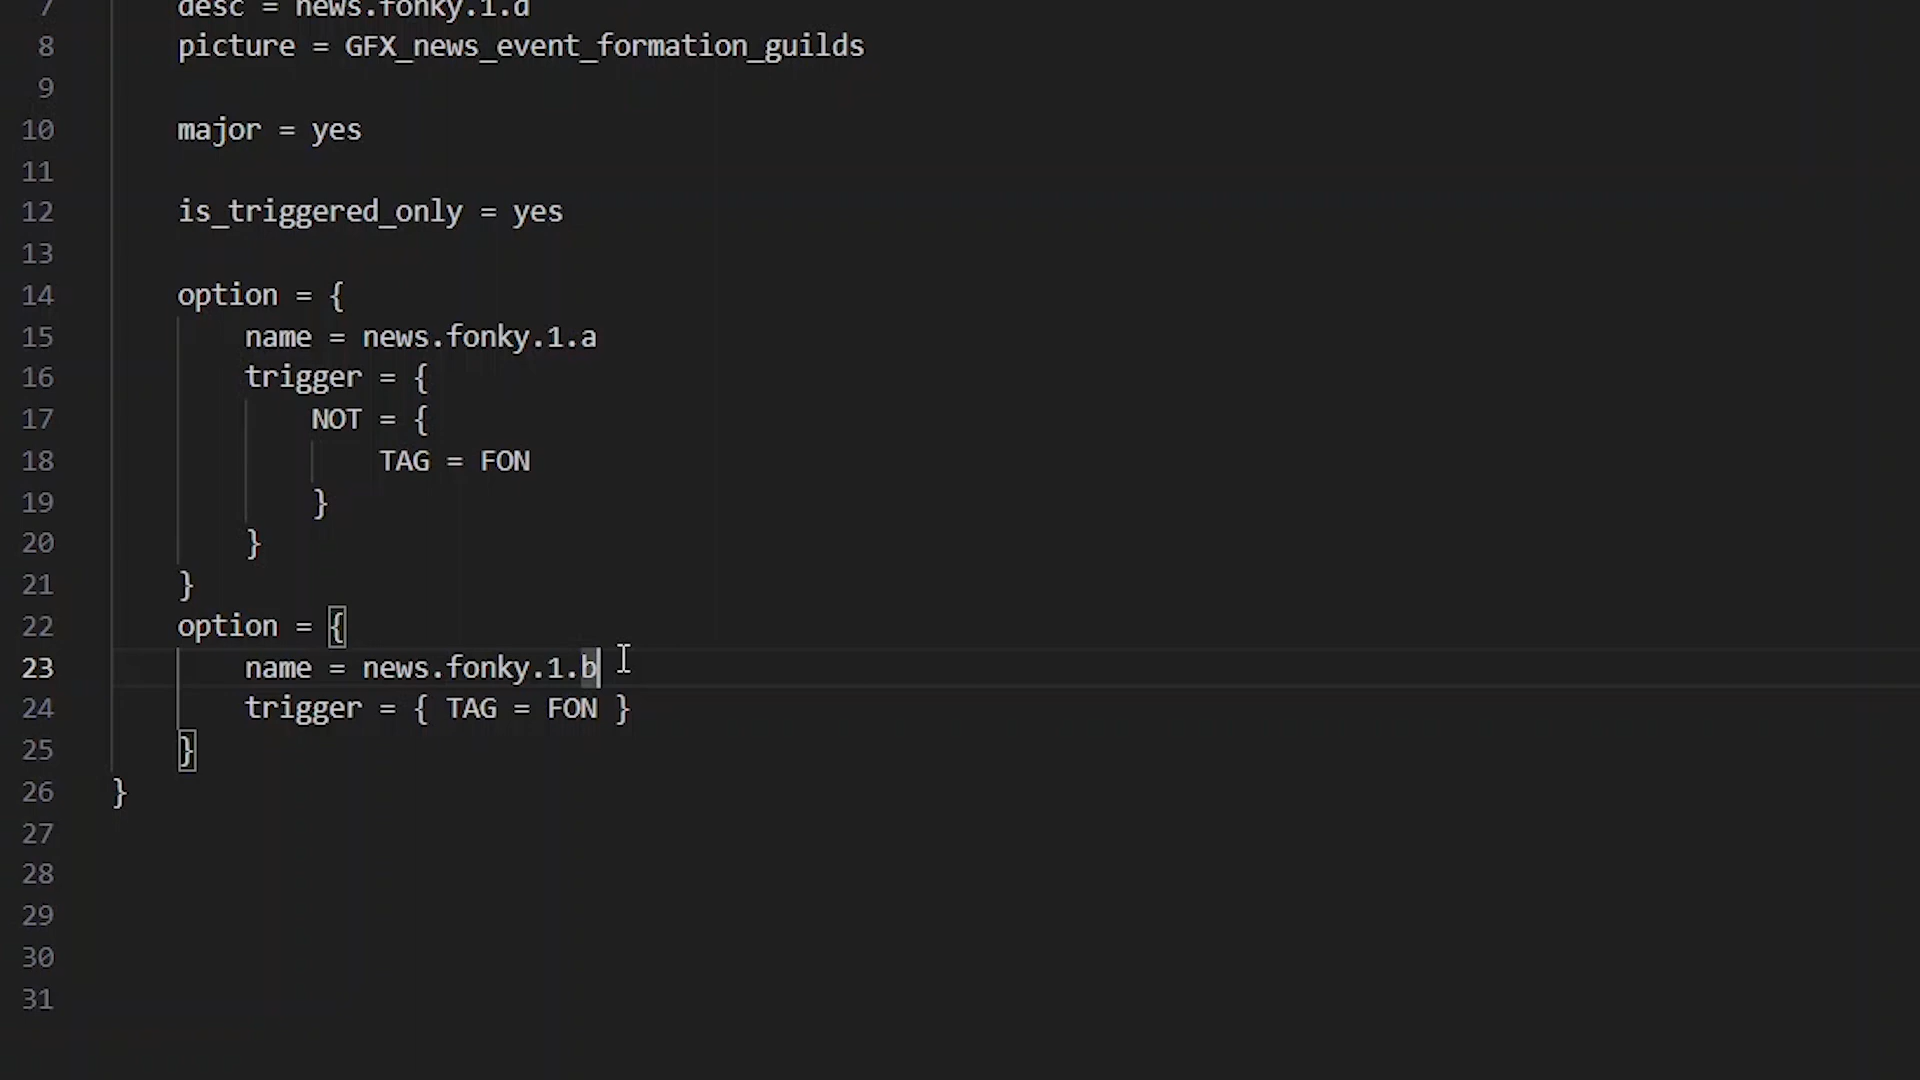 7 desc = news.fonky.1.d
8 picture = GFX_news_event_formation_guilds
9
10 major = yes
11
12 is_triggered_only = yes
13
14 option = {
15 name = news.fonky.1.a
16 trigger = {
17 NOT = {
18 TAG = FON
19 }
20 }
21 }
22 option = {
23 name = news.fonky.1.b
24 trigger = { TAG = FON }
25 }
26 }
27
28
29
30
31